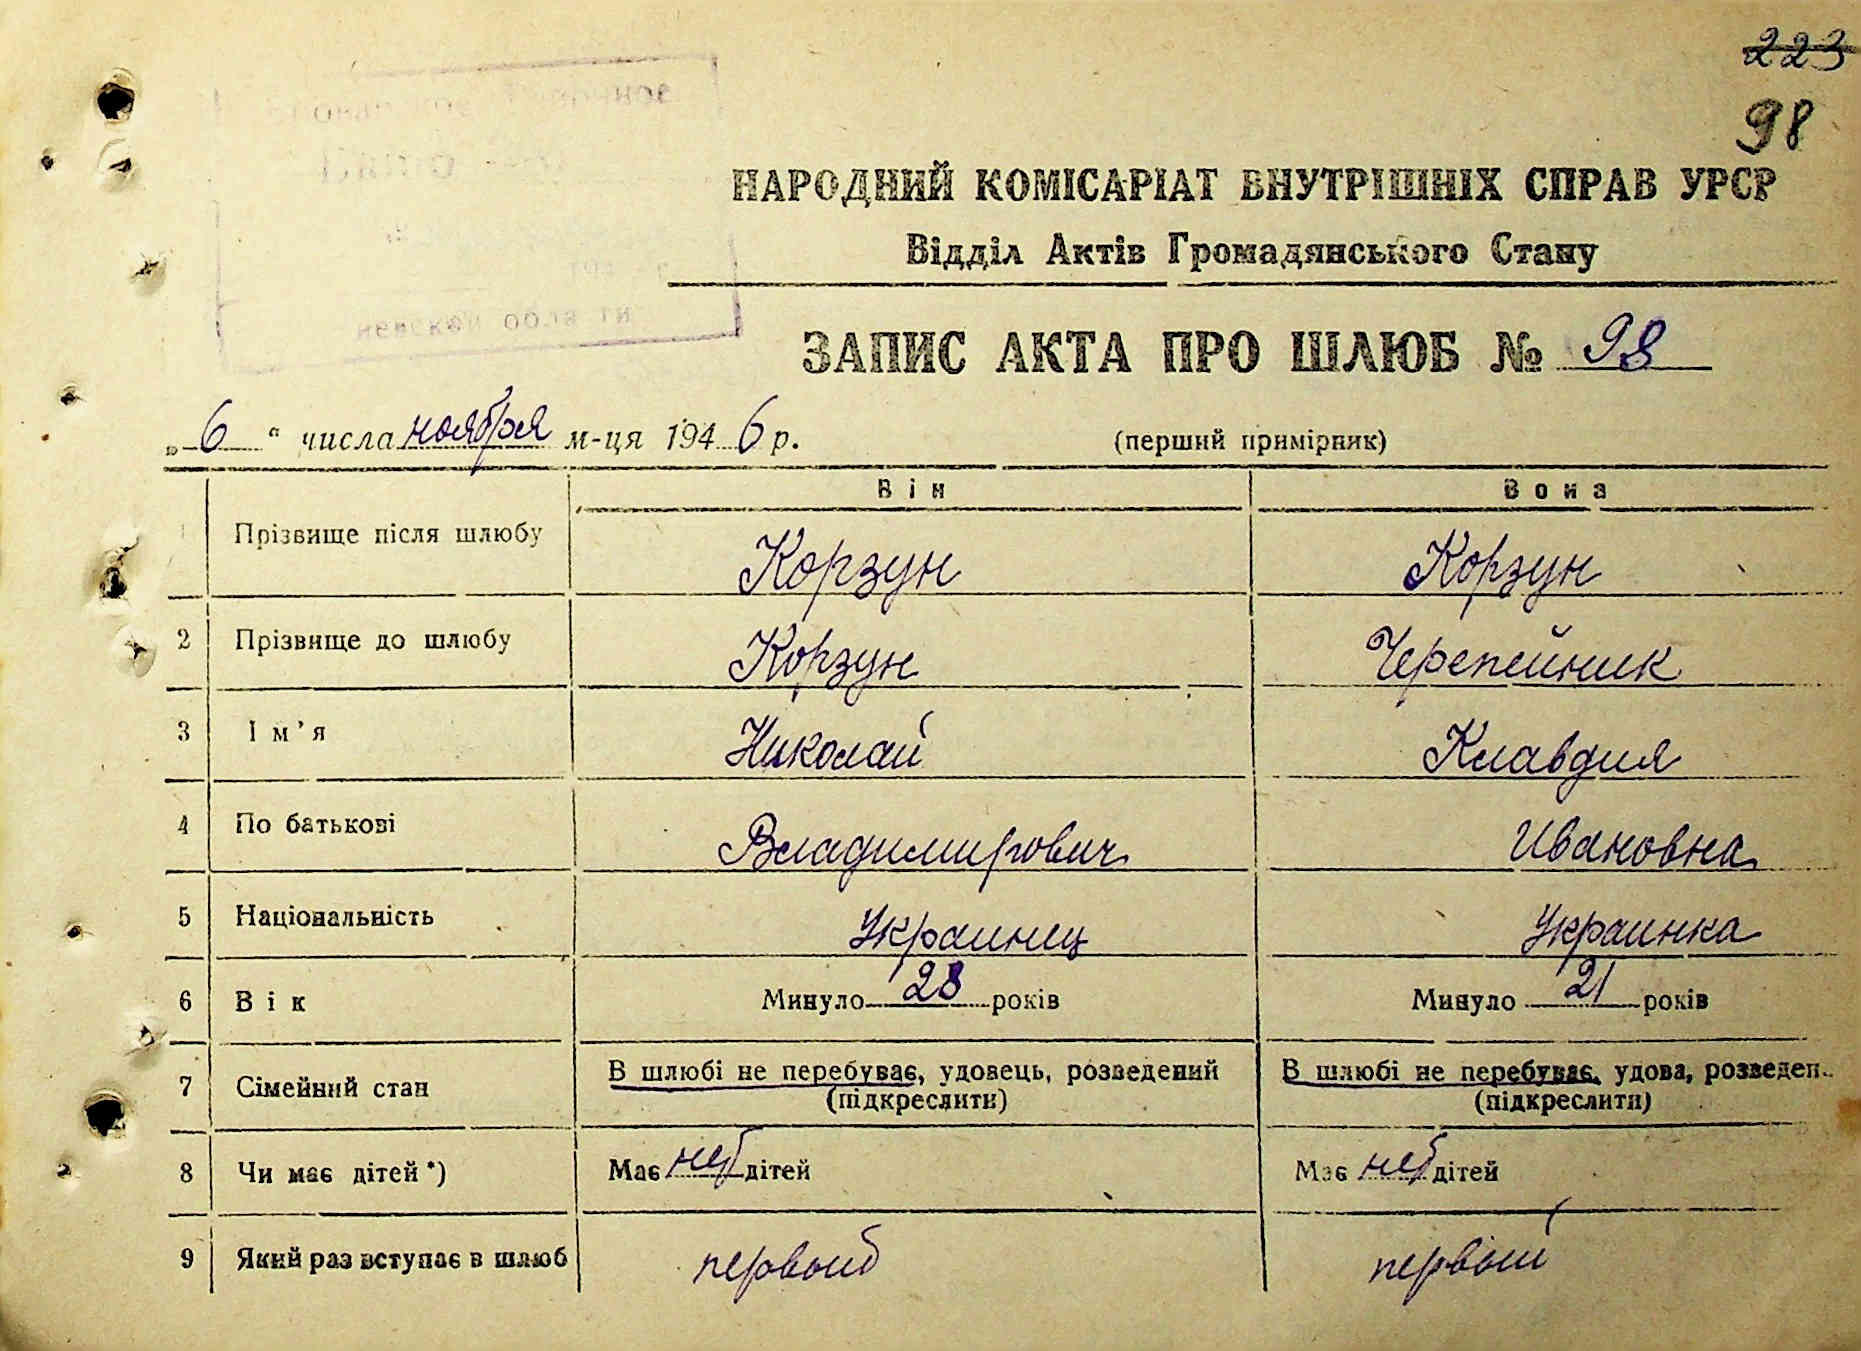 223
98
НАРОДНИЙ КОМІСАРІАТ ВНУТРІШНІХ СПРАВ УРСР
Відділ Актів Громадянського Стану
ЗАПИС АКТА ПРО ШЛЮБ № 98
„ 6 “ числа ноября м-ця 1946 р. (перший примірник)
Він Вона
1 Прізвище після шлюбу Корзун Корзун
2 Прізвище до шлюбу Корзун Черепейник
3 Ім’я Николай Клавдия
4 По батькові Владимирович Ивановна
5 Національність Украинец Украинка
6 Вік Минуло 28 років Минуло 21 років
7 Сімейний стан В шлюбі не перебуває, удовець, розведений В шлюбі не перебуває, удова, розведен..
(підкреслити) (підкреслити)
8 Чи має дітей *) Має нет дітей Має нет дітей
9 Який раз вступає в шлюб первый первый